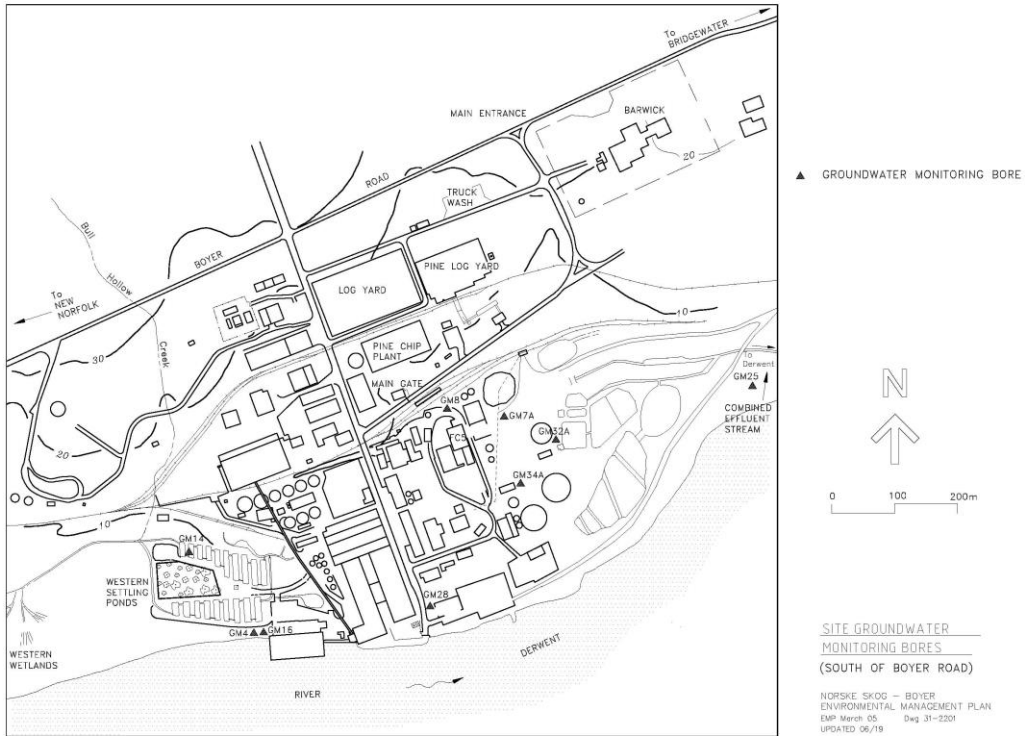 To
BRIDGEWATER
MAIN ENTRANCE
BARWICK
20
ROAD
TRUCK
WASH
GROUNDWATER MONITORING BORE
Bull
Hollow
Creek
BOYER
PINE LOG YARD
LOG YARD
To
NEW
NORFOLK
10
30
PINE CHIP
PLANT
MAIN GATE
To
Derwent
GM25
COMBINED
EFFLUENT
STREAM
N
GM8
GM7A
GM32A
FC5
20
GM34A
0 100 200m
10
GM14
WESTERN
SETTLING
PONDS
GM28
GM4
GM16
WESTERN
WETLANDS
DERWENT
RIVER
SITE GROUNDWATER
MONITORING BORES
(SOUTH OF BOYER ROAD)
NORSKE SKOG – BOYER
ENVIRONMENTAL MANAGEMENT PLAN
EMP March 05 Dwg 31-2201
UPDATED 06/19